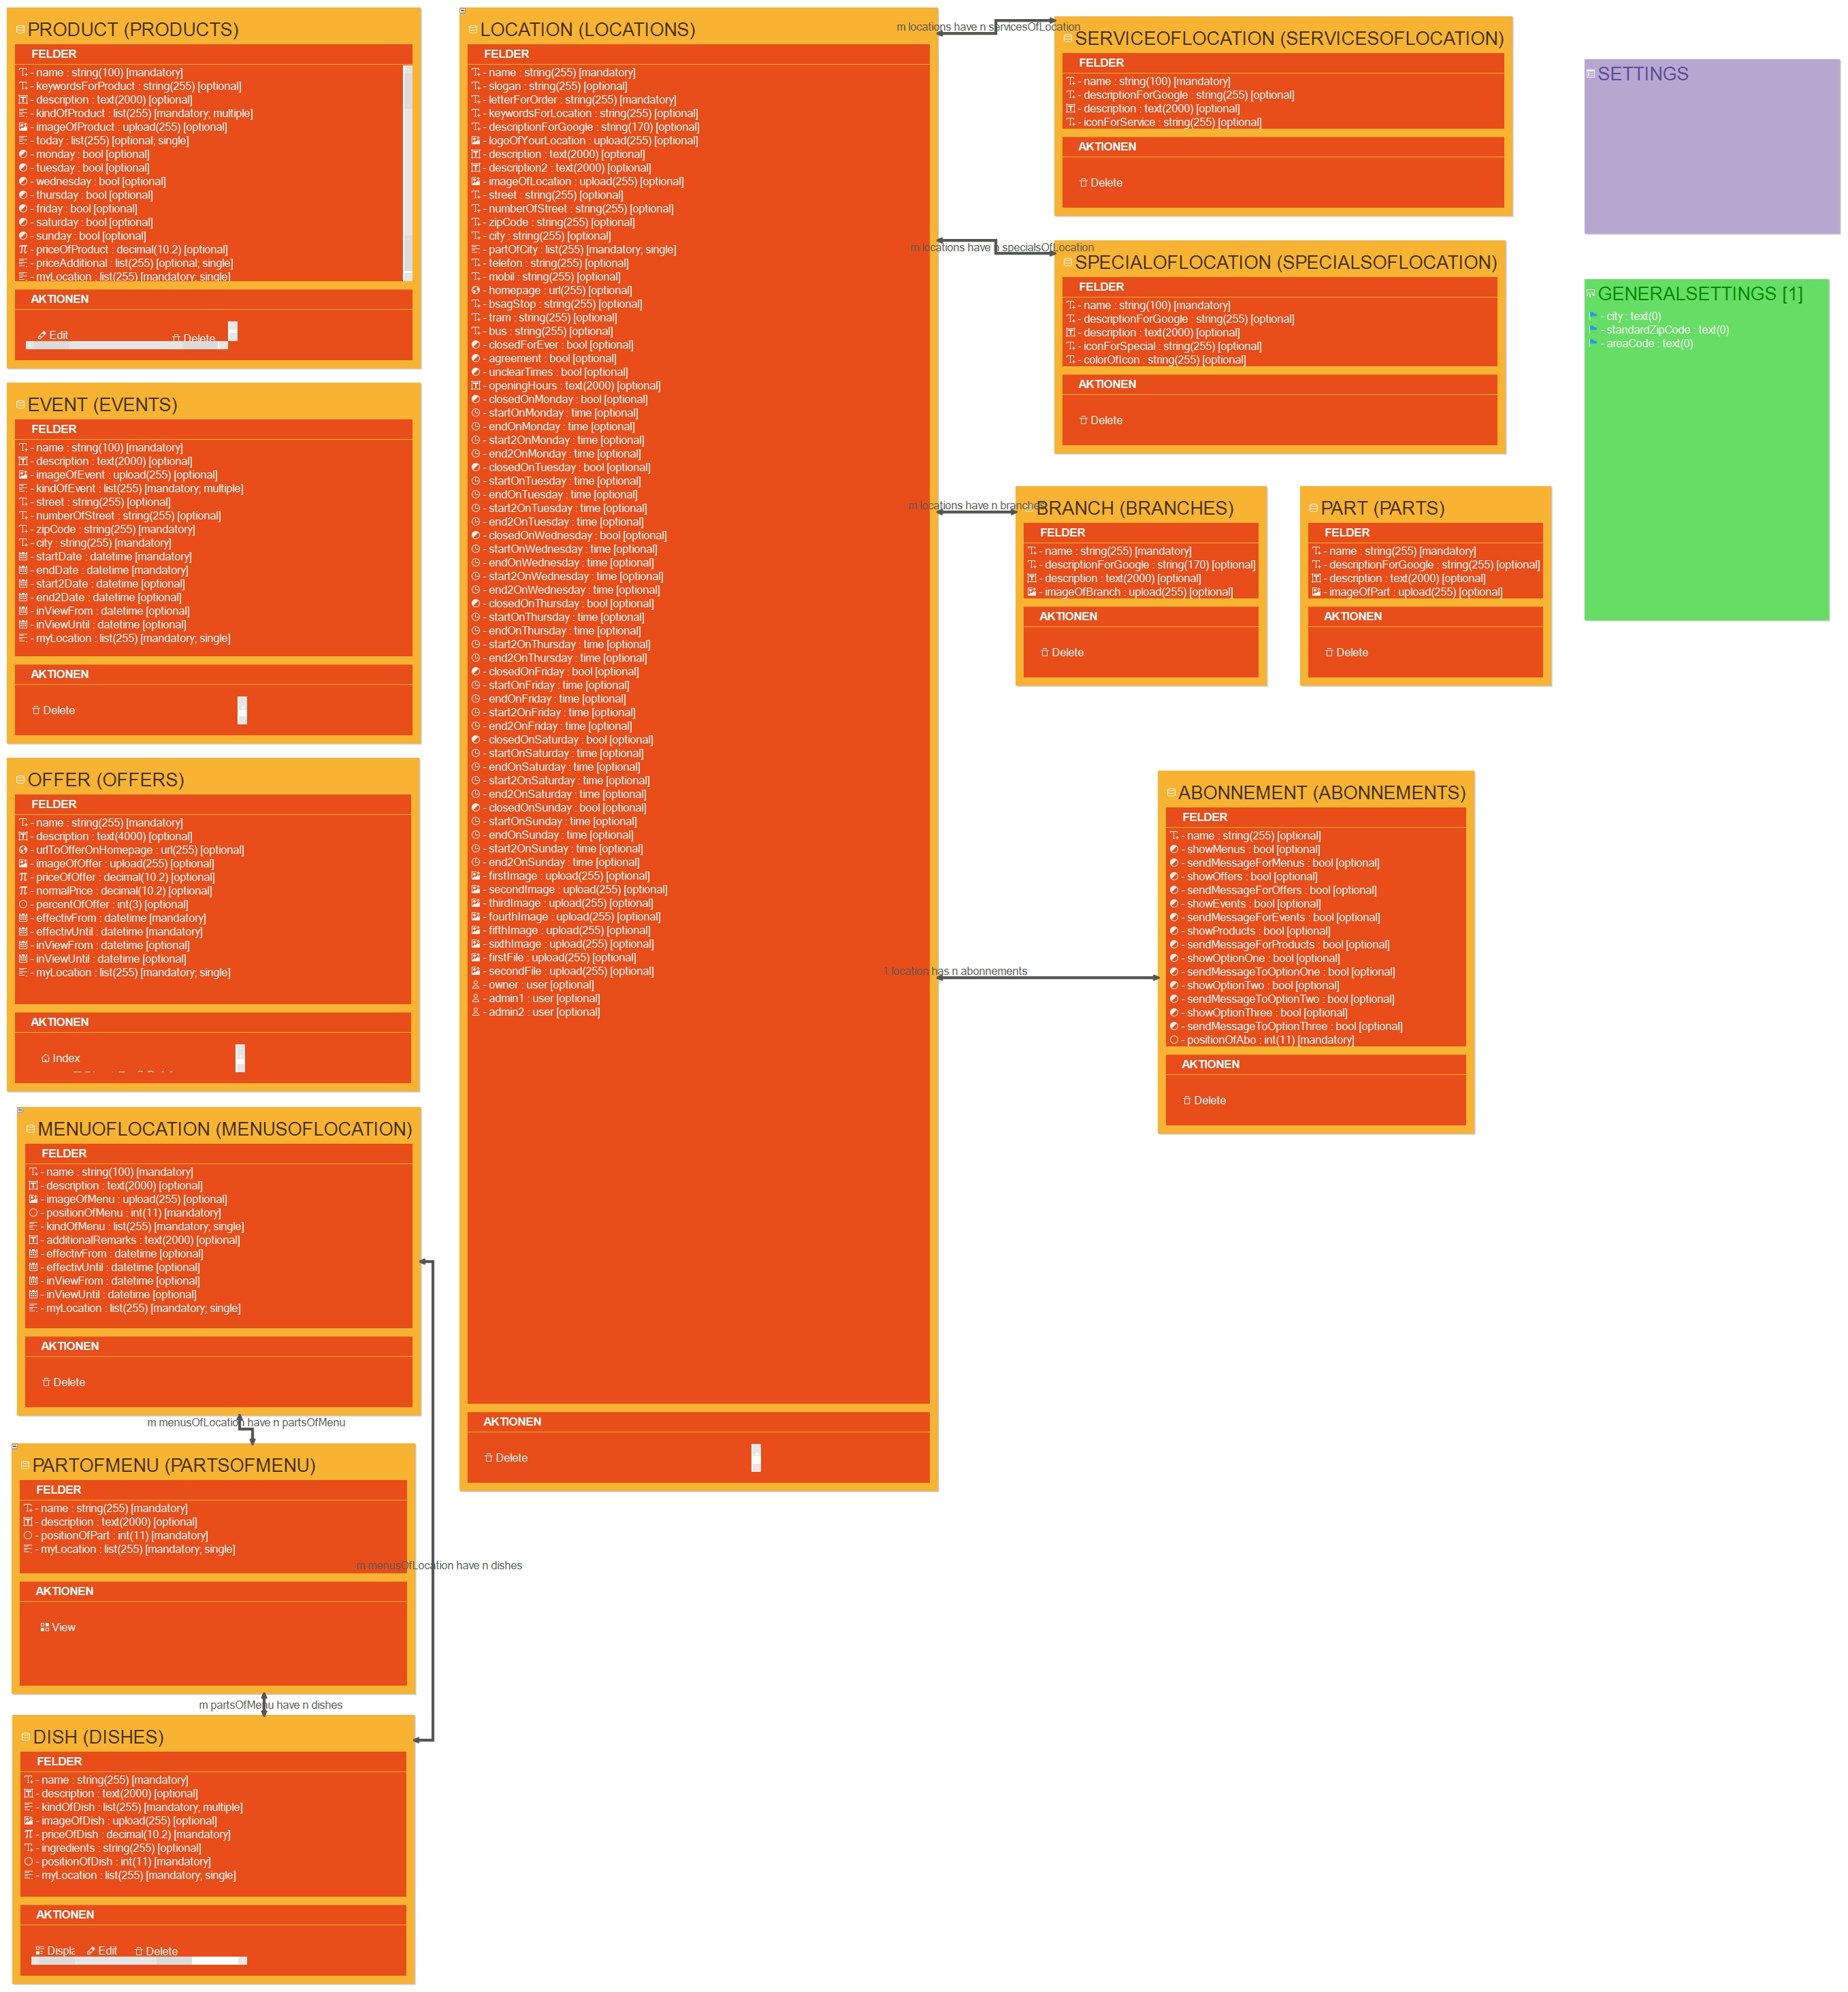 PRODUCT (PRODUCTS)
FELDER
- name : string(100) [mandatory]
- keywordsForProduct : string(255) [optional]
- description : text(2000) [optional]
- kindOfProduct : list(255) [mandatory; multiple]
- imageOfProduct : upload(255) [optional]
- today : list(255) [optional; single]
- monday : bool [optional]
- tuesday : bool [optional]
- wednesday : bool [optional]
- thursday : bool [optional]
- friday : bool [optional]
- saturday : bool [optional]
- sunday : bool [optional]
- priceOfProduct : decimal(10.2) [optional]
- priceAdditional : list(255) [optional; single]
- myLocation : list(255) [mandatory; single]
AKTIONEN
Edit
Delete
EVENT (EVENTS)
FELDER
- name : string(100) [mandatory]
- description : text(2000) [optional]
- imageOfEvent : upload(255) [optional]
- kindOfEvent : list(255) [mandatory; multiple]
- street : string(255) [optional]
- numberOfStreet : string(255) [optional]
- zipCode : string(255) [mandatory]
- city : string(255) [mandatory]
- startDate : datetime [mandatory]
- endDate : datetime [mandatory]
- start2Date : datetime [optional]
- end2Date : datetime [optional]
- inViewFrom : datetime [optional]
- inViewUntil : datetime [optional]
- myLocation : list(255) [mandatory; single]
AKTIONEN
Delete
OFFER (OFFERS)
FELDER
- name : string(255) [mandatory]
- description : text(4000) [optional]
- urlToOfferOnHomepage : url(255) [optional]
- imageOfOffer : upload(255) [optional]
- priceOfOffer : decimal(10.2) [optional]
- normalPrice : decimal(10.2) [optional]
- percentOfOffer : int(3) [optional]
- effectivFrom : datetime [mandatory]
- effectivUntil : datetime [mandatory]
- inViewFrom : datetime [optional]
- inViewUntil : datetime [optional]
- myLocation : list(255) [mandatory; single]
AKTIONEN
Index
MENUOFLOCATION (MENUSOFLOCATION)
FELDER
- name : string(100) [mandatory]
- description : text(2000) [optional]
- imageOfMenu : upload(255) [optional]
- positionOfMenu : int(11) [mandatory]
- kindOfMenu : list(255) [mandatory; single]
- additionalRemarks : text(2000) [optional]
- effectivFrom : datetime [optional]
- effectivUntil : datetime [optional]
- inViewFrom : datetime [optional]
- inViewUntil : datetime [optional]
- myLocation : list(255) [mandatory; single]
AKTIONEN
Delete
m menusOfLocation have n partsOfMenu
PARTOFMENU (PARTSOFMENU)
FELDER
- name : string(255) [mandatory]
- description : text(2000) [optional]
- positionOfPart : int(11) [mandatory]
- myLocation : list(255) [mandatory; single]
AKTIONEN
View
m menusOfLocation have n dishes
m partsOfMenu have n dishes
DISH (DISHES)
FELDER
- name : string(255) [mandatory]
- description : text(2000) [optional]
- kindOfDish : list(255) [mandatory; multiple]
- imageOfDish : upload(255) [optional]
- priceOfDish : decimal(10.2) [mandatory]
- ingredients : string(255) [optional]
- positionOfDish : int(11) [mandatory]
- myLocation : list(255) [mandatory; single]
AKTIONEN
Displa
Edit
Delete
LOCATION (LOCATIONS)
FELDER
- name : string(255) [mandatory]
- slogan : string(255) [optional]
- letterForOrder : string(255) [mandatory]
- keywordsForLocation : string(255) [optional]
- descriptionForGoogle : string(170) [optional]
- logoOfYourLocation : upload(255) [optional]
- description : text(2000) [optional]
- description2 : text(2000) [optional]
- imageOfLocation : upload(255) [optional]
- street : string(255) [optional]
- numberOfStreet : string(255) [optional]
- zipCode : string(255) [optional]
- city : string(255) [optional]
- partOfCity : list(255) [mandatory; single]
- telefon : string(255) [optional]
- mobil : string(255) [optional]
- homepage : url(255) [optional]
- bsagStop : string(255) [optional]
- tram : string(255) [optional]
- bus : string(255) [optional]
- closedForEver : bool [optional]
- agreement : bool [optional]
- unclearTimes : bool [optional]
- openingHours : text(2000) [optional]
- closedOnMonday : bool [optional]
- startOnMonday : time [optional]
- endOnMonday : time [optional]
- start2OnMonday : time [optional]
- end2OnMonday : time [optional]
- closedOnTuesday : bool [optional]
- startOnTuesday : time [optional]
- endOnTuesday : time [optional]
- start2OnTuesday : time [optional]
- end2OnTuesday : time [optional]
- closedOnWednesday : bool [optional]
- startOnWednesday : time [optional]
- endOnWednesday : time [optional]
- start2OnWednesday : time [optional]
- end2OnWednesday : time [optional]
- closedOnThursday : bool [optional]
- startOnThursday : time [optional]
- endOnThursday : time [optional]
- start2OnThursday : time [optional]
- end2OnThursday : time [optional]
- closedOnFriday : bool [optional]
- startOnFriday : time [optional]
- endOnFriday : time [optional]
- start2OnFriday : time [optional]
- end2OnFriday : time [optional]
- closedOnSaturday : bool [optional]
- startOnSaturday : time [optional]
- endOnSaturday : time [optional]
- start2OnSaturday : time [optional]
- end2OnSaturday : time [optional]
- closedOnSunday : bool [optional]
- startOnSunday : time [optional]
- endOnSunday : time [optional]
- start2OnSunday : time [optional]
- end2OnSunday : time [optional]
- firstImage : upload(255) [optional]
- secondImage : upload(255) [optional]
- thirdImage : upload(255) [optional]
- fourthImage : upload(255) [optional]
- fifthImage : upload(255) [optional]
- sixthImage : upload(255) [optional]
- firstFile : upload(255) [optional]
- secondFile : upload(255) [optional]
- owner : user [optional]
- admin1 : user [optional]
- admin2 : user [optional]
AKTIONEN
Delete
m locations have n servicesOfLocation
SERVICEOFLOCATION (SERVICESOFLOCATION)
FELDER
- name : string(100) [mandatory]
- descriptionForGoogle : string(255) [optional]
- description : text(2000) [optional]
- iconForService : string(255) [optional]
AKTIONEN
Delete
m locations have n specialsOfLocation
SPECIALOFLOCATION (SPECIALSOFLOCATION)
FELDER
- name : string(100) [mandatory]
- descriptionForGoogle : string(255) [optional]
- description : text(2000) [optional]
- iconForSpecial : string(255) [optional]
- colorOfIcon : string(255) [optional]
AKTIONEN
Delete
m locations have n branches
BRANCH (BRANCHES)
FELDER
- name : string(255) [mandatory]
- descriptionForGoogle : string(170) [optional]
- description : text(2000) [optional]
- imageOfBranch : upload(255) [optional]
AKTIONEN
Delete
PART (PARTS)
FELDER
- name : string(255) [mandatory]
- descriptionForGoogle : string(255) [optional]
- description : text(2000) [optional]
- imageOfPart : upload(255) [optional]
AKTIONEN
Delete
1 location has n abonnements
ABONNEMENT (ABONNEMENTS)
FELDER
- name : string(255) [optional]
- showMenus : bool [optional]
- sendMessageForMenus : bool [optional]
- showOffers : bool [optional]
- sendMessageForOffers : bool [optional]
- showEvents : bool [optional]
- sendMessageForEvents : bool [optional]
- showProducts : bool [optional]
- sendMessageForProducts : bool [optional]
- showOptionOne : bool [optional]
- sendMessageToOptionOne : bool [optional]
- showOptionTwo : bool [optional]
- sendMessageToOptionTwo : bool [optional]
- showOptionThree : bool [optional]
- sendMessageToOptionThree : bool [optional]
- positionOfAbo : int(11) [mandatory]
AKTIONEN
Delete
SETTINGS
GENERALSETTINGS [1]
- city : text(0)
- standardZipCode : text(0)
- areaCode : text(0)